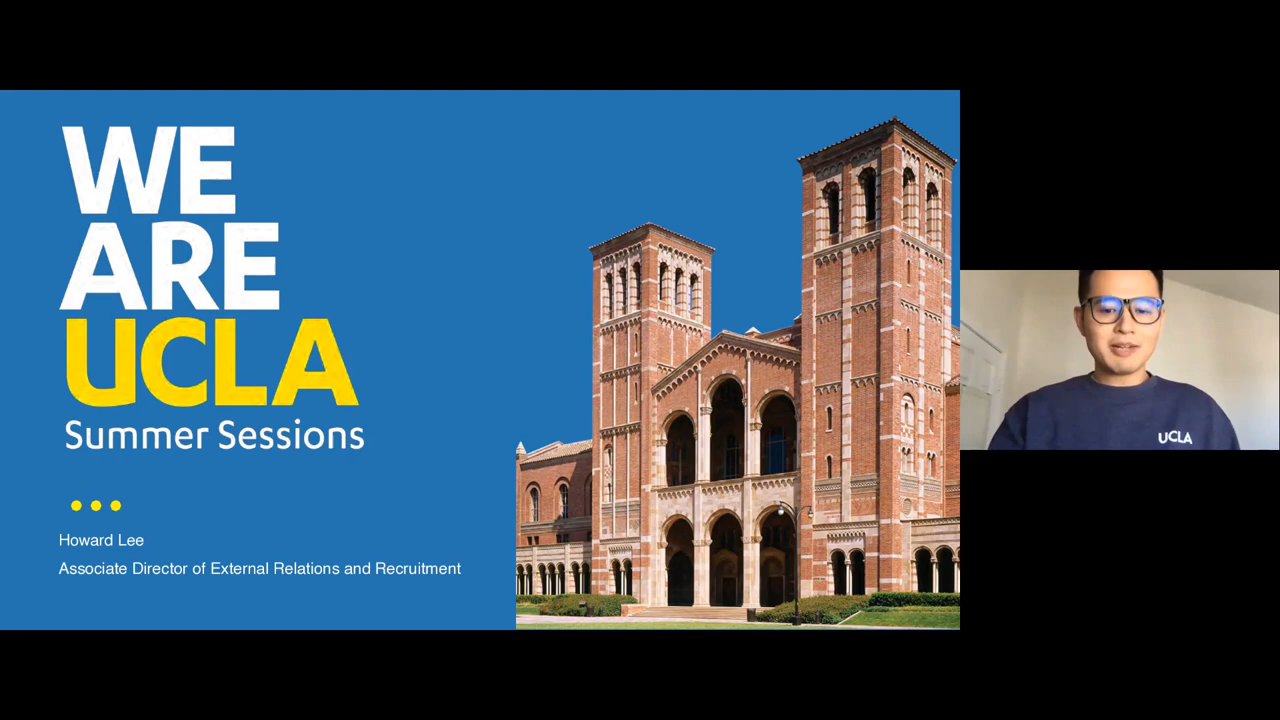 WE
ARE
UCLA
Summer Sessions
Howard Lee
Associate Director of External Relations and Recruitment
UCLA